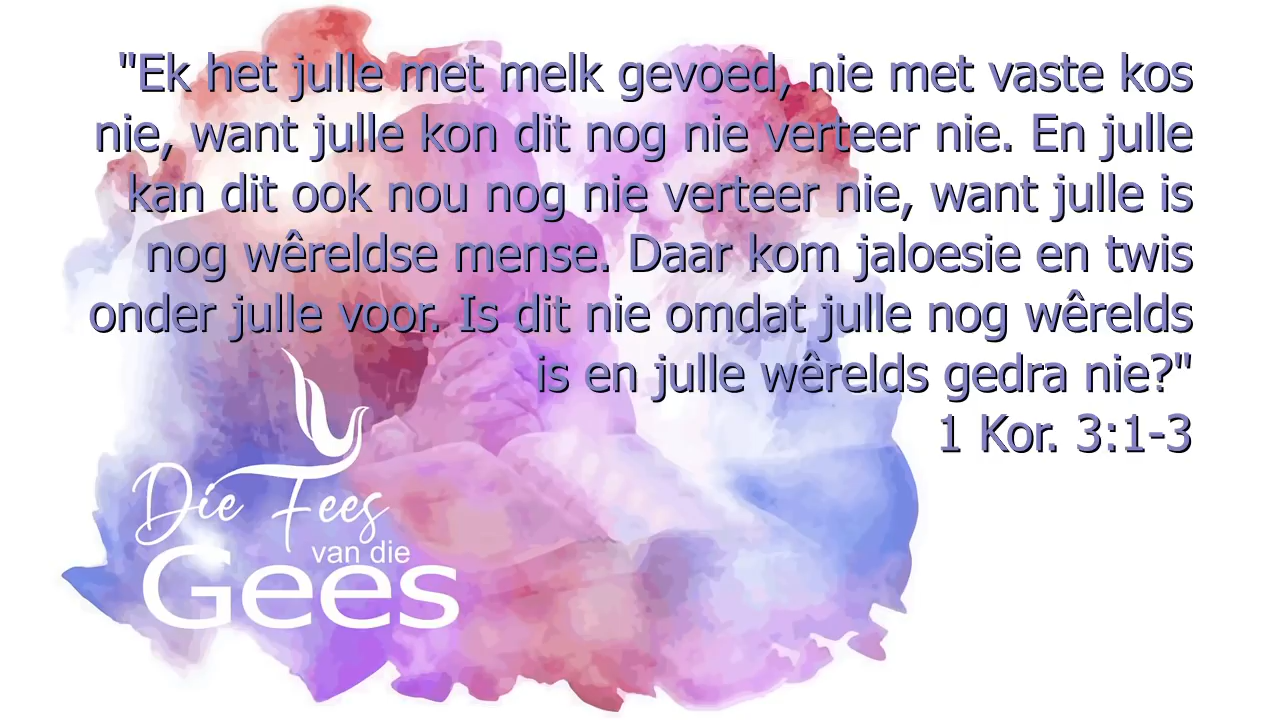 "Ek het julle met melk gevoed, nie met vaste kos
nie, want julle kon dit nog nie verteer nie. En julle
kan dit ook nou nog nie verteer nie, want julle is
nog wêreldse mense. Daar kom jaloesie en twis
onder julle voor. Is dit nie omdat julle nog wêrelds
is en julle wêrelds gedra nie?"
1 Kor. 3:1-3
Die Fees
van die
Gees